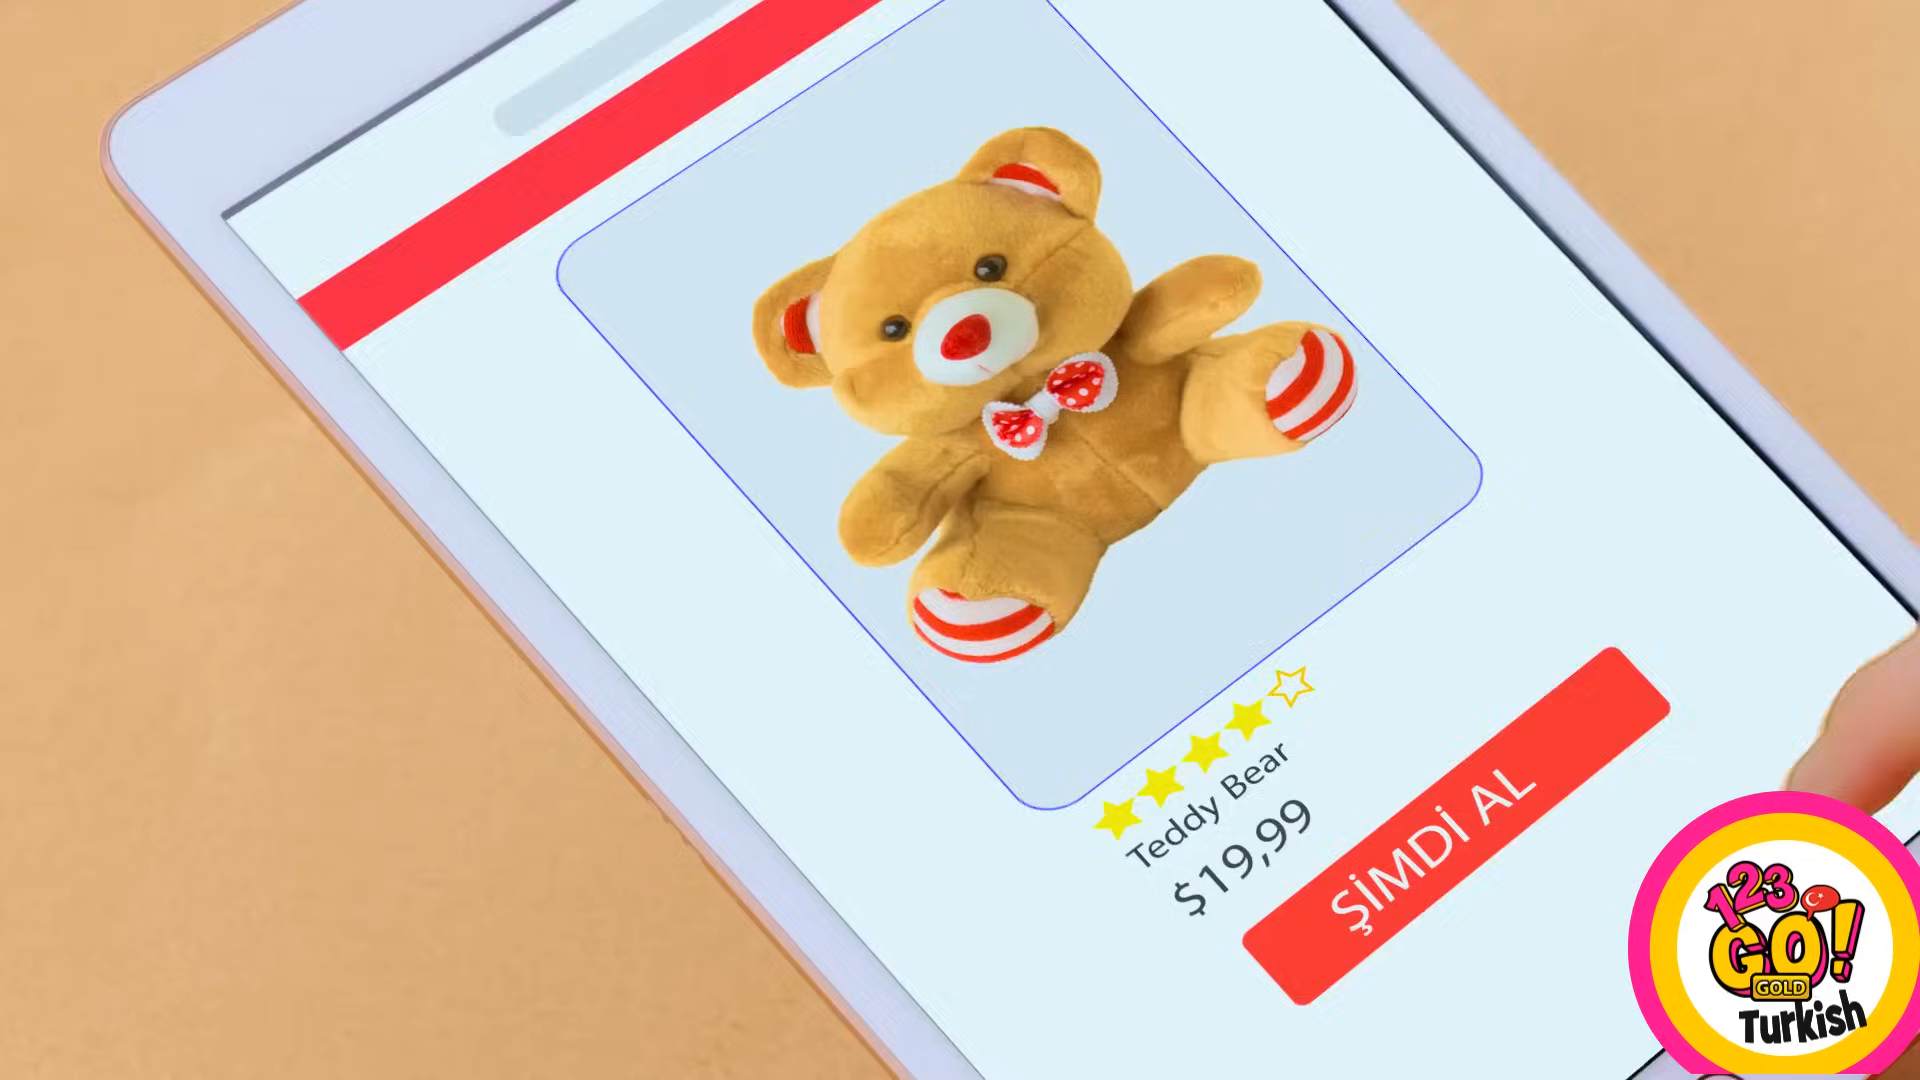 Teddy Bear
$19,99
ŞİMDİ AL
123
GO!
GOLD
Turkish